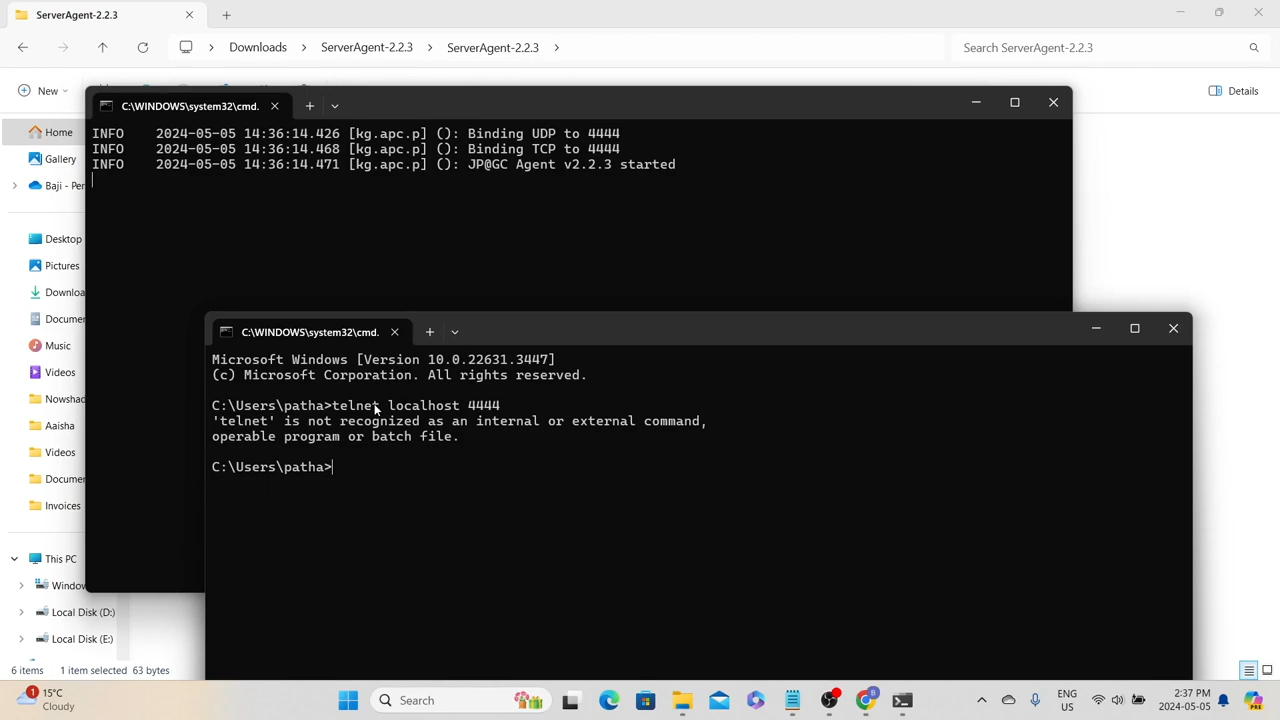 ServerAgent-2.2.3
Downloads > ServerAgent-2.2.3 > ServerAgent-2.2.3 >
Search ServerAgent-2.2.3
New
Details
C:\WINDOWS\system32\cmd.
INFO 2024-05-05 14:36:14.426 [kg.apc.p] (): Binding UDP to 4444
INFO 2024-05-05 14:36:14.468 [kg.apc.p] (): Binding TCP to 4444
INFO 2024-05-05 14:36:14.471 [kg.apc.p] (): JP@GC Agent v2.2.3 started
Home
Gallery
Baji - Per
Desktop
Pictures
Downloa
Documer
Music
Videos
Nowshad
Aaisha
Videos
Documer
Invoices
This PC
Window
Local Disk (D:)
Local Disk (E:)
C:\WINDOWS\system32\cmd.
Microsoft Windows [Version 10.0.22631.3447]
(c) Microsoft Corporation. All rights reserved.
C:\Users\patha>telnet localhost 4444
'telnet' is not recognized as an internal or external command,
operable program or batch file.
C:\Users\patha>
6 items 1 item selected 63 bytes
1
15°C
Cloudy
Search
ENG
US
2:37 PM
2024-05-05
PRE